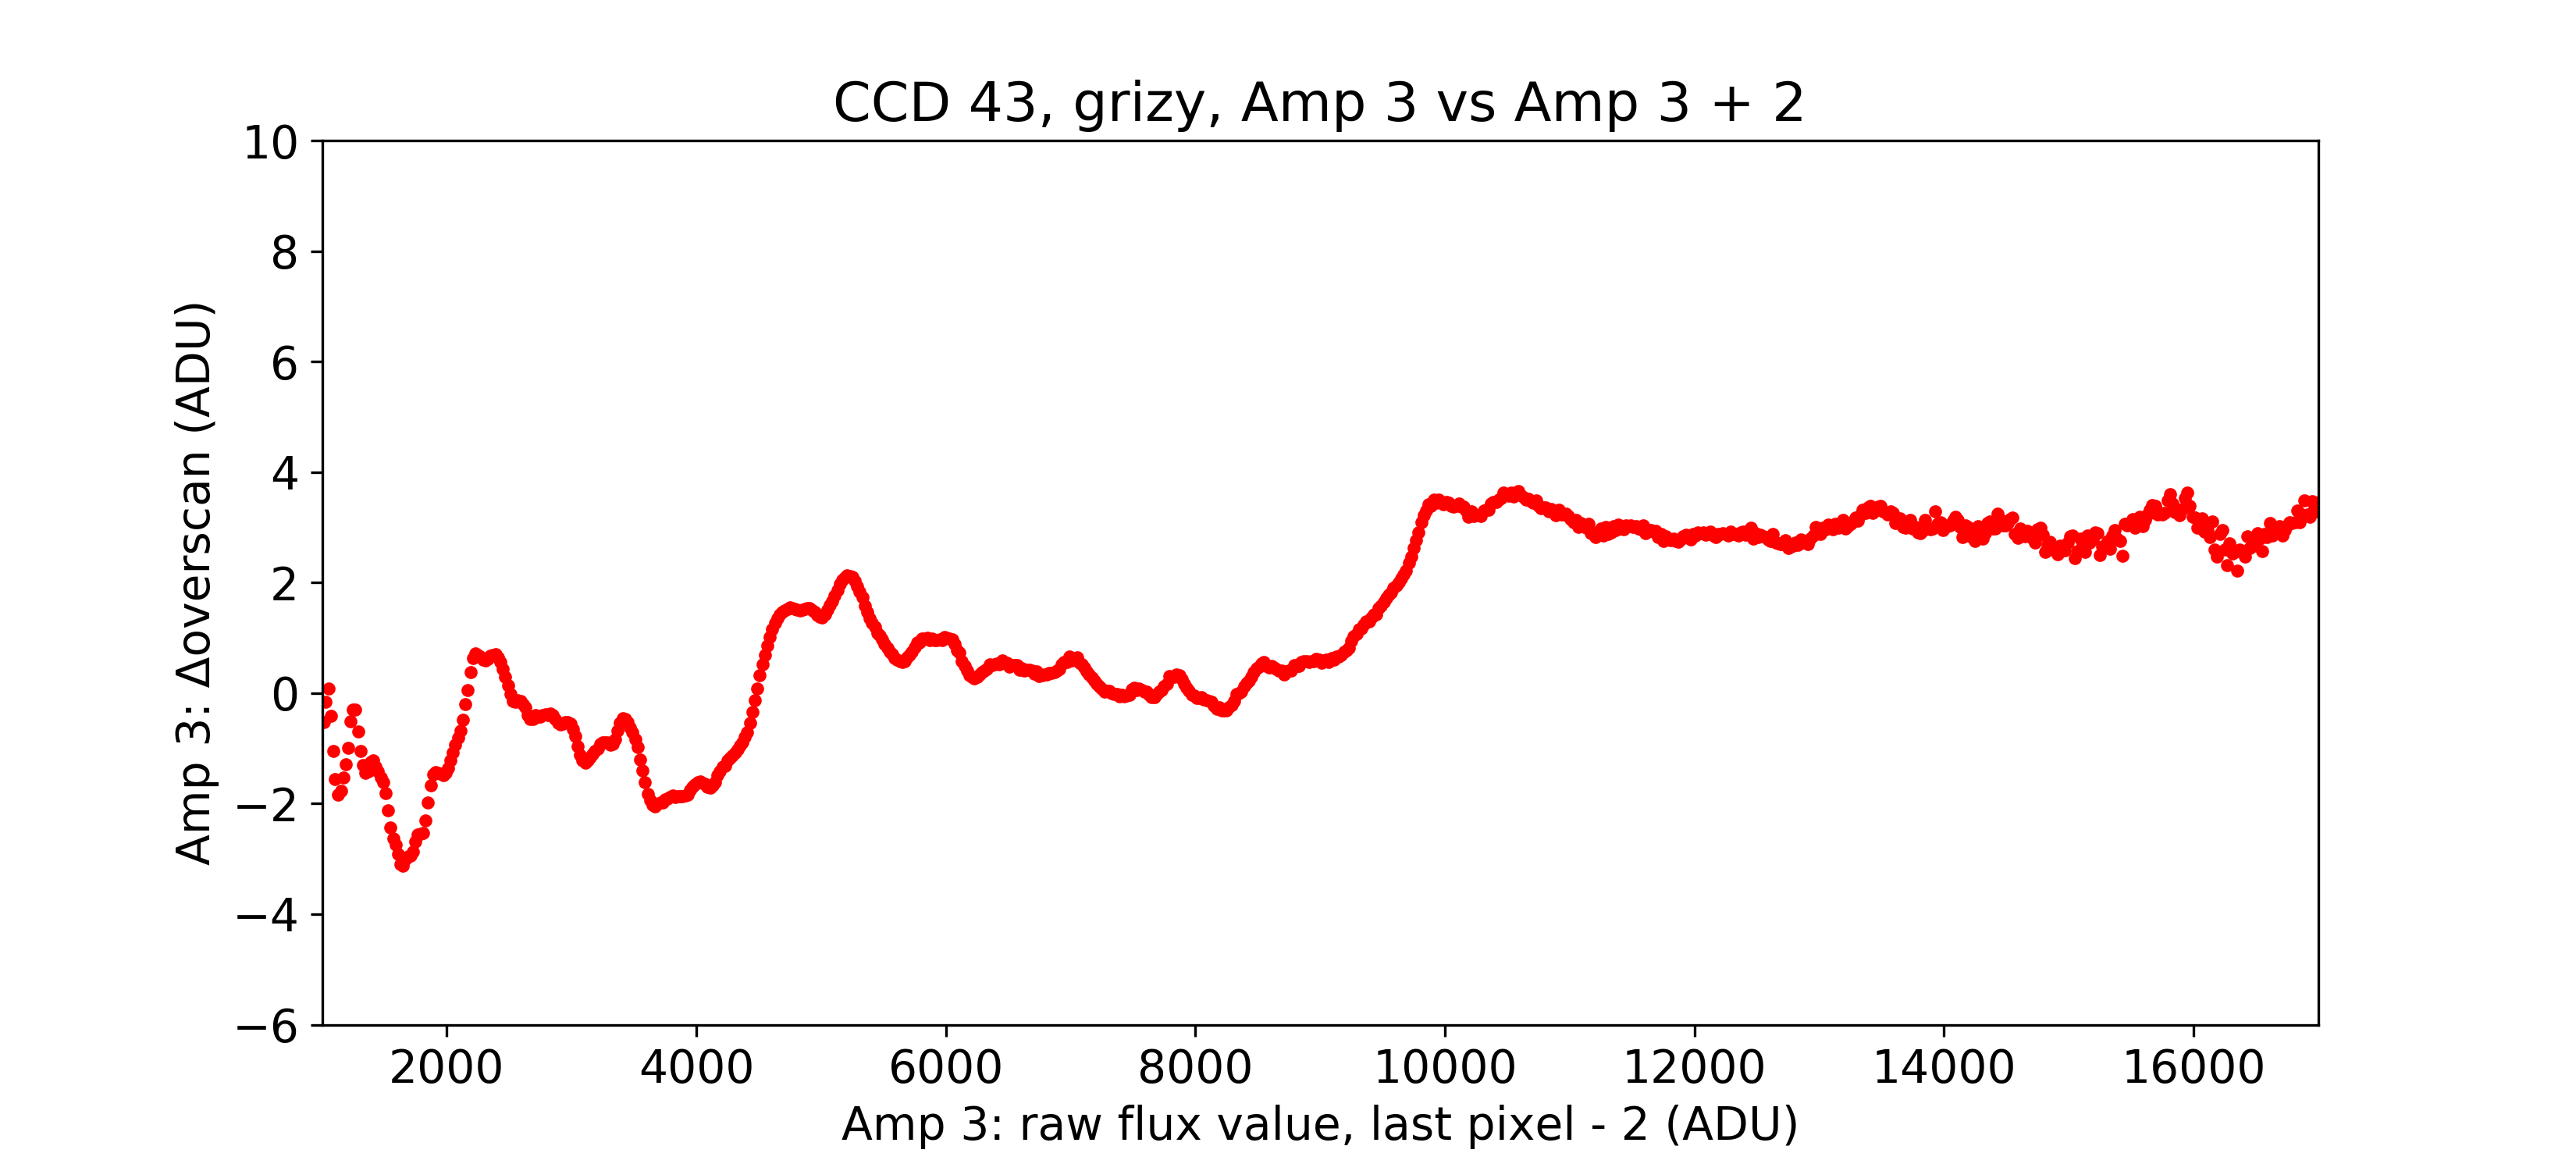 CCD 43, grizy, Amp 3 vs Amp 3 + 2
Amp 3: Δoverscan (ADU)
10
8
6
4
2
0
−2
−4
−6
2000 4000 6000 8000 10000 12000 14000 16000
Amp 3: raw flux value, last pixel - 2 (ADU)